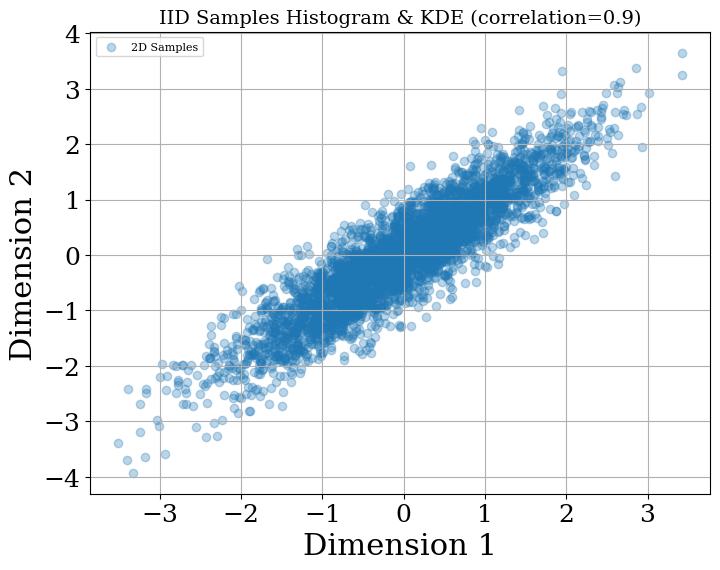 IID Samples Histogram & KDE (correlation=0.9)
2D Samples
4
3
2
1
0
−1
−2
−3
−4
Dimension 2
−3 −2 −1 0 1 2 3
Dimension 1